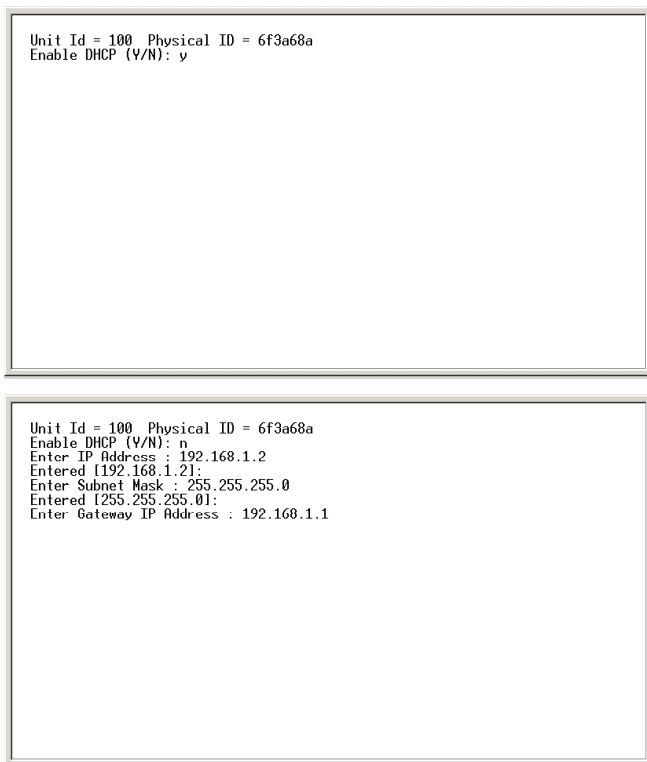 Unit Id = 100 Physical ID = 6f3a68a
Enable DHCP (Y/N): y
Unit Id = 100 Physical ID = 6f3a68a
Enable DHCP (Y/N): n
Enter IP Address : 192.168.1.2
Entered [192.168.1.2]:
Enter Subnet Mask : 255.255.255.0
Entered [255.255.255.0]:
Enter Gateway IP Address : 192.168.1.1